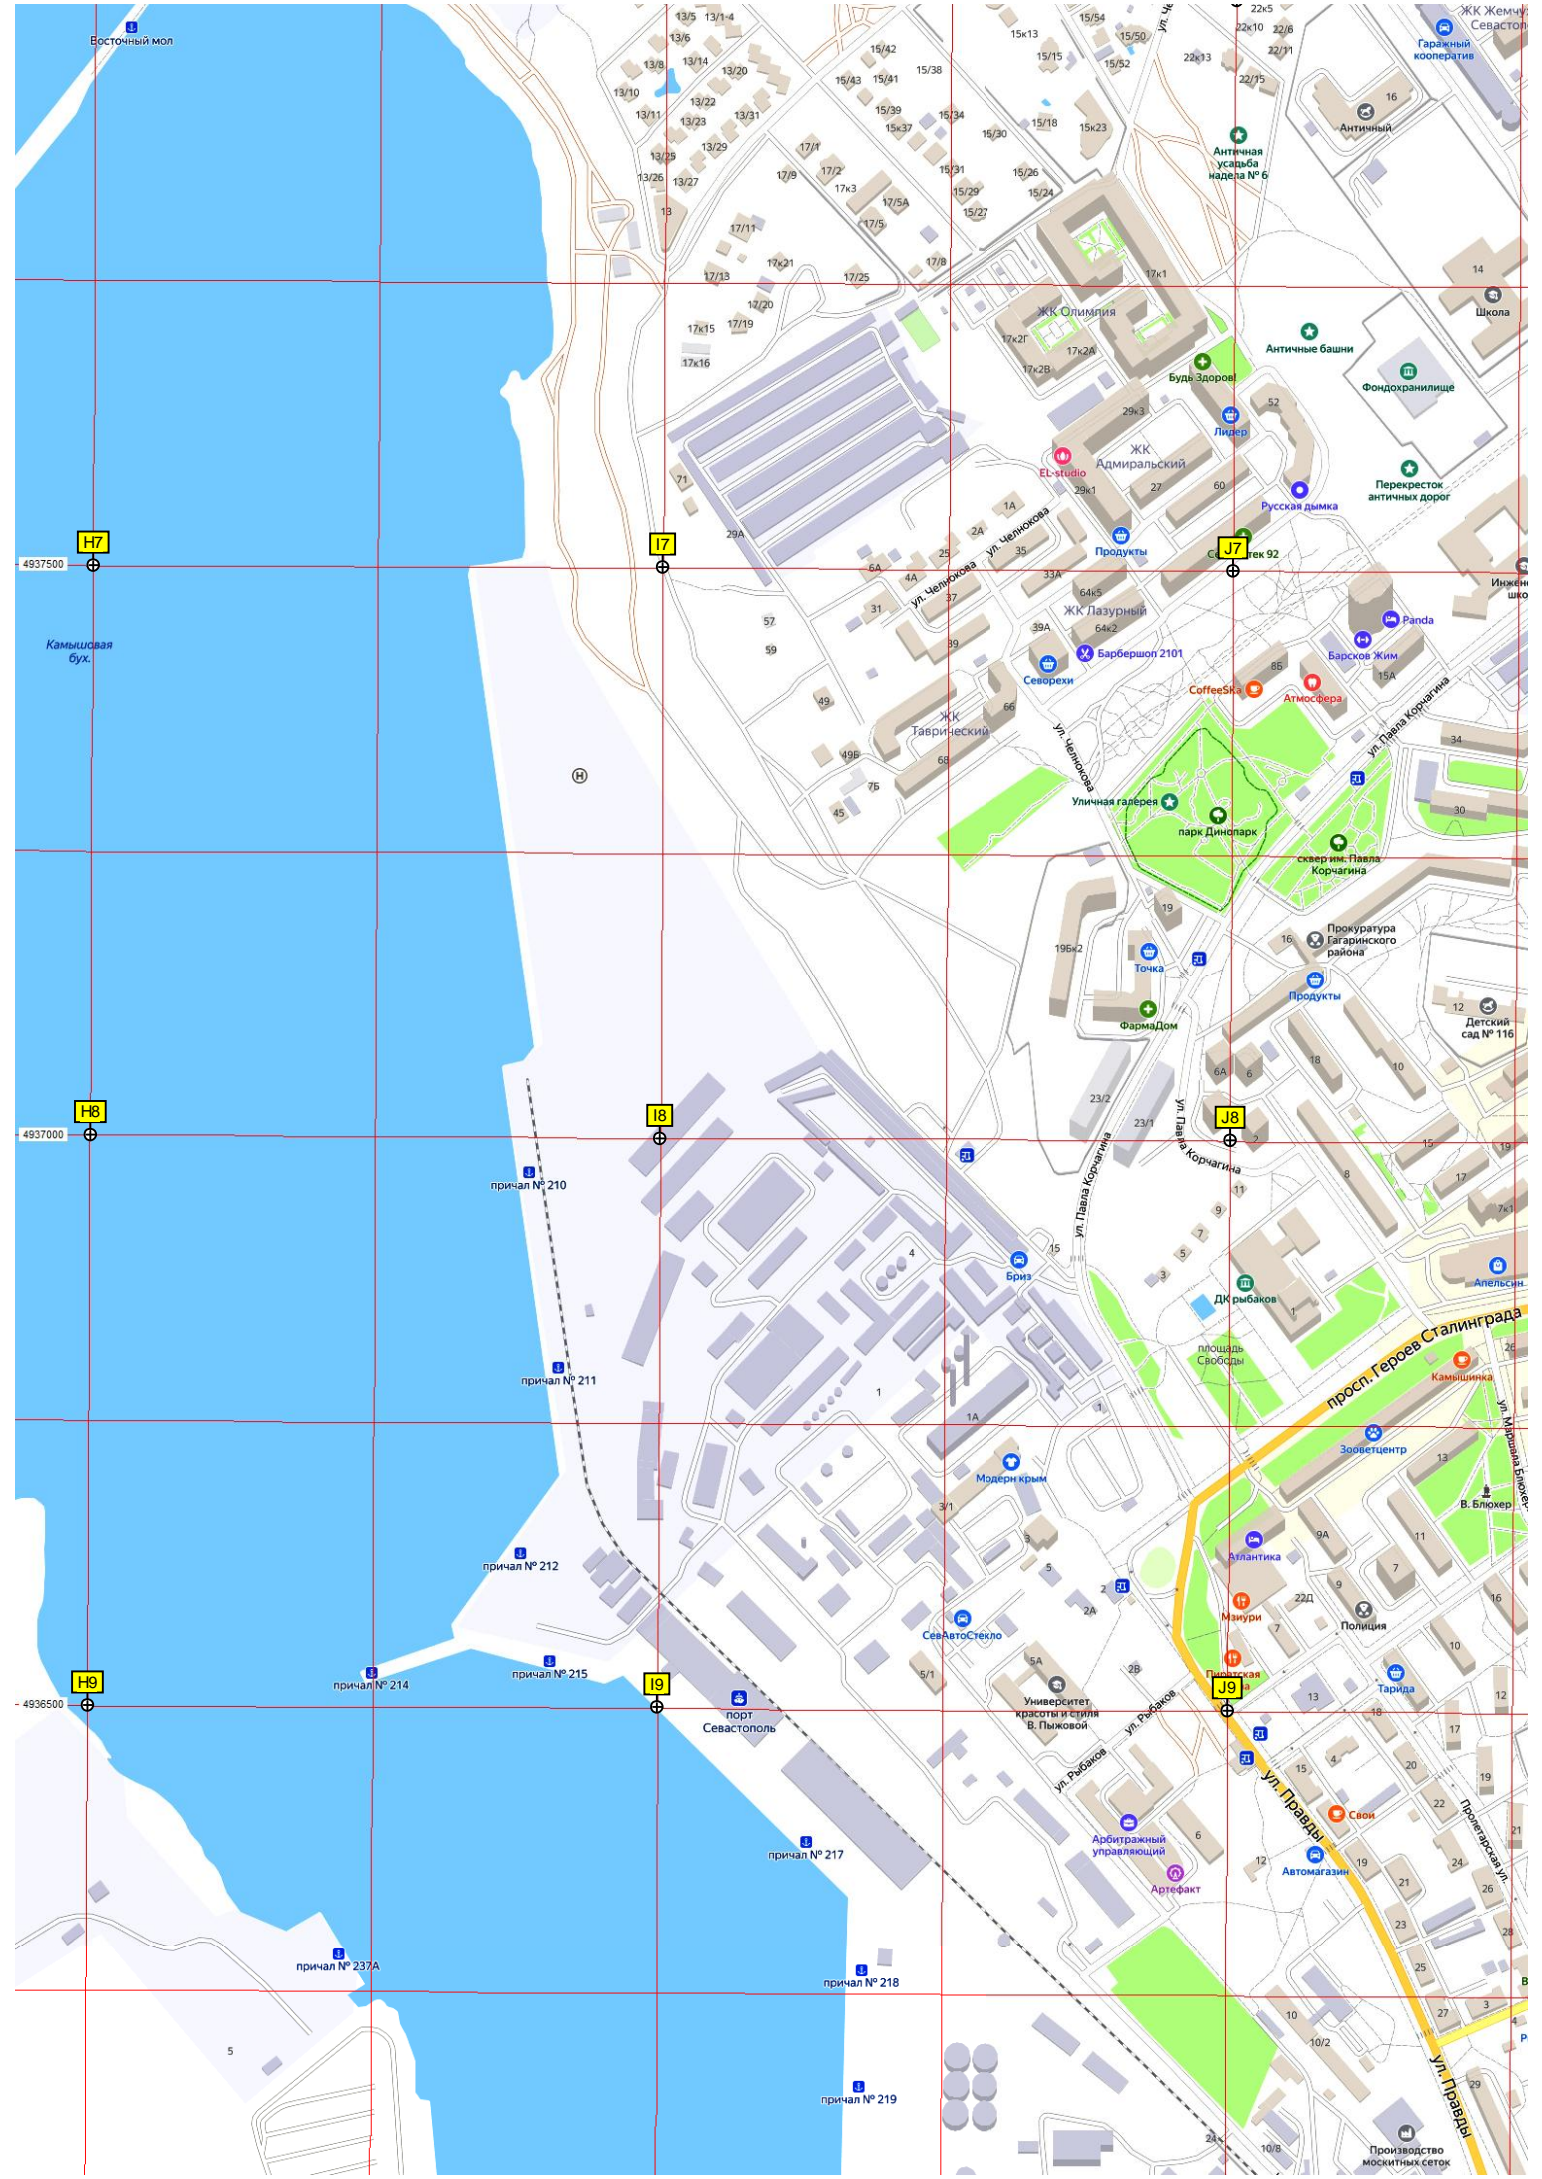 Восточный мол
13/5
13/1-4
13/6
13/8
13/14
13/20
13/10
13/22
13/11
13/23
13/31
13/29
13/25
13/26
13/27
13
15/42
15/43
15/41
15/38
15/39
15к37
15/34
15/30
15/31
15/29
15/27
15/26
15/24
15к13
15/54
15/50
15/15
15/52
15/18
15к23
22к5
22к10
22/6
22к13
22/11
22/15
Гаражный
кооператив
16
Античный
Античная
усадьба
надела № 6
17/1
17/9
17/2
17к3
17/5А
17/5
17/11
17/13
17к21
17/25
17/8
17/20
17к15
17/19
17к16
17к1
ЖК Олимпия
17к2Г
17к2А
17к2В
14
Школа
Античные башни
Фондохранилище
Будь Здоров!
52
Лидер
29к3
ЖК
Адмиральский
EL-studio
29к1
27
60
Русская дымка
Перекресток
античных дорог
71
29А
1А
2А
25
ул. Челнокова
35
Продукты
H7
I7
J7
4937500
6А
4А
ул. Челнокова
37
33А
64к5
31
ЖК Лазурный
39А
64к2
39
Барбершоп 2101
Севорехи
Panda
Барсков Жим
15А
8Б
CoffeeSka
Атмосфера
Камышовая
бух.
57
59
49
66
ЖК
Таврический
68
49Б
7Б
45
H
ул. Челнокова
ул. Павла Корчагина
34
30
Уличная галерея
парк Динопарк
сквер им. Павла
Корчагина
19
19Бк2
Точка
ФармаДом
16
Прокуратура
Гагаринского
района
Продукты
12
Детский
сад № 116
18
10
6А
6
23/2
23/1
H8
I8
J8
4937000
2
ул. Павла Корчагина
ул. Павла Корчагина
15
19
17
8
7к1
11
9
7
5
3
причал № 210
4
15
Бриз
ДК рыбаков
1
Апельсин
площадь
Свободы
просп. Героев Сталинграда
26
Камышинка
причал № 211
1
1А
1
Зооветцентр
13
Модерн крым
3/1
3
5
В. Блюхер
ул. Маршала Блюхера
11
9А
7
Атлантика
причал № 212
2
2А
Мзиури
22Д
9
Полиция
16
СевАвтоСтекло
7
10
причал № 215
причал № 214
5/1
5А
Университет
красоты и стиля
В. Пыжовой
2В
Пиратская
Тарида
12
13
H9
I9
J9
4936500
порт
Севастополь
ул. Рыбаков
ул. Рыбаков
18
17
15
4
20
19
22
21
Свои
ул. Правды
Пролетарская ул.
Арбитражный
управляющий
6
12
Автомагазин
19
24
21
26
Артефакт
23
28
25
27
3
4
причал № 217
причал № 237А
причал № 218
5
10
10/2
29
ул. Правды
причал № 219
24
10/8
Производство
москитных сеток